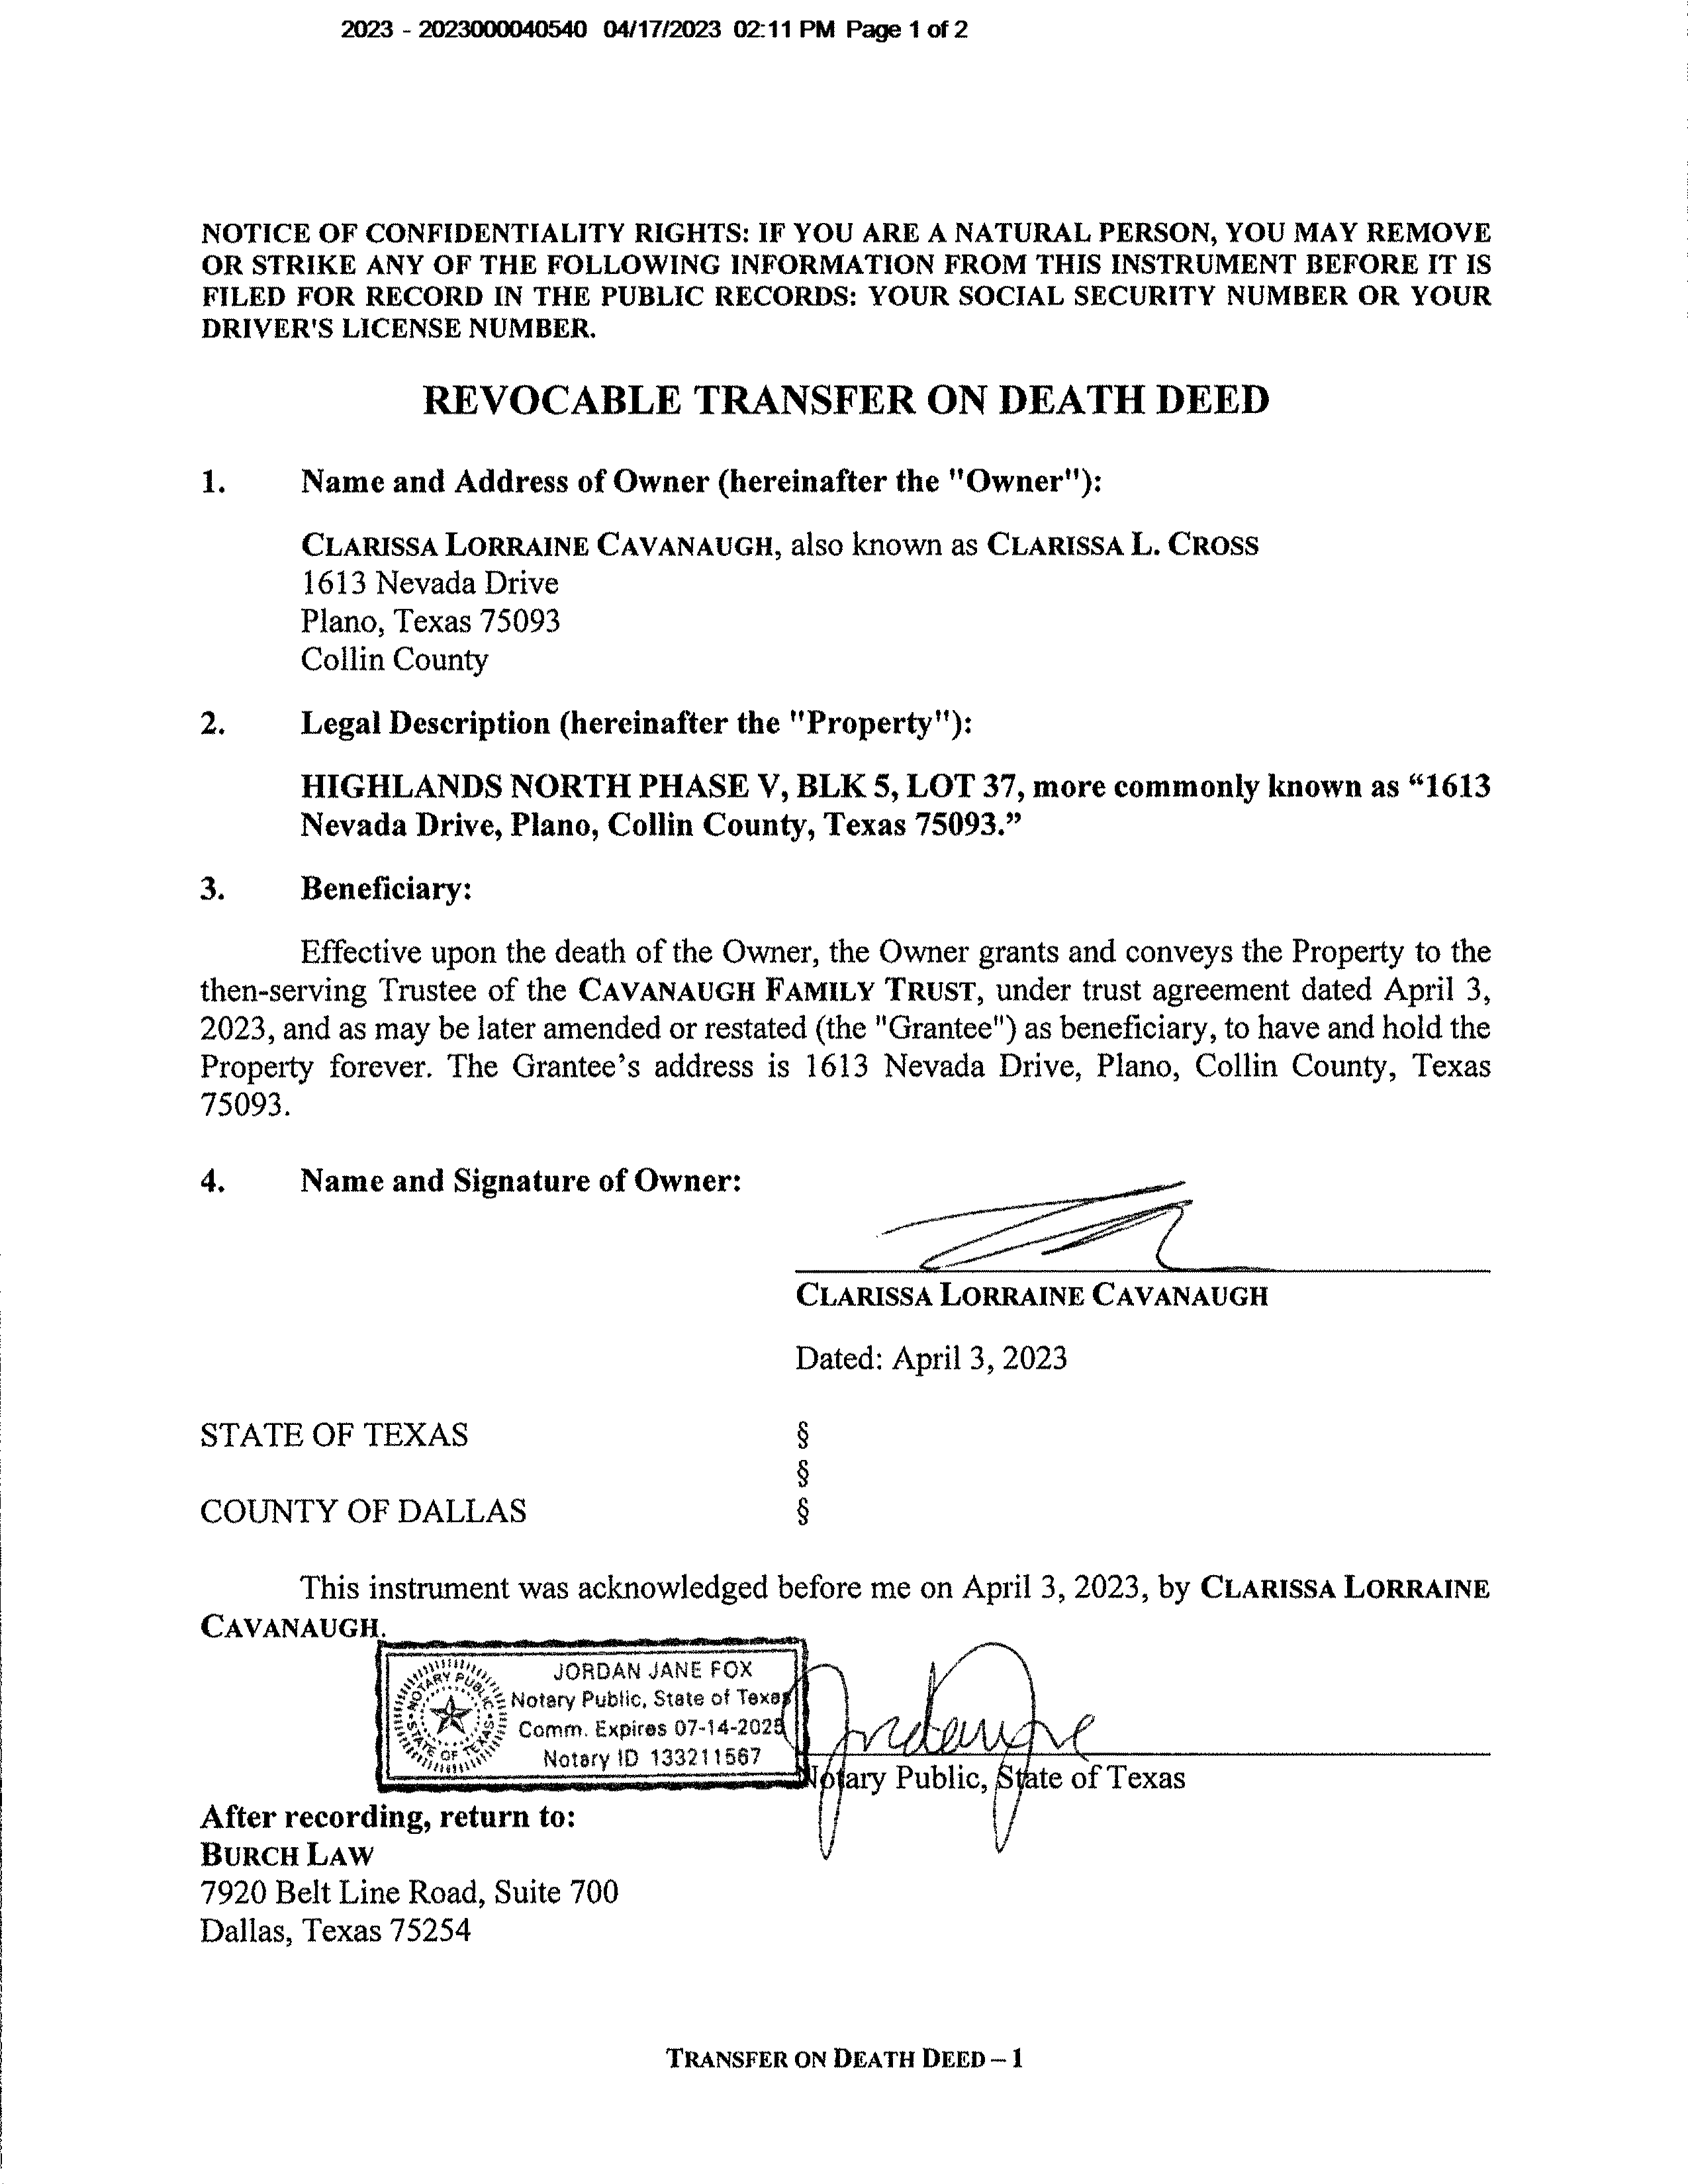 2023 - 2023000040540 04/17/2023 02:11 PM Page 1 of 2
NOTICE OF CONFIDENTIALITY RIGHTS: IF YOU ARE A NATURAL PERSON, YOU MAY REMOVE
OR STRIKE ANY OF THE FOLLOWING INFORMATION FROM THIS INSTRUMENT BEFORE IT IS
FILED FOR RECORD IN THE PUBLIC RECORDS: YOUR SOCIAL SECURITY NUMBER OR YOUR
DRIVER'S LICENSE NUMBER.
REVOCABLE TRANSFER ON DEATH DEED
1. Name and Address of Owner (hereinafter the "Owner"):
CLARISSA LORRAINE CAVANAUGH, also known as CLARISSA L. CROSS
1613 Nevada Drive
Plano, Texas 75093
Collin County
2. Legal Description (hereinafter the "Property"):
HIGHLANDS NORTH PHASE V, BLK 5, LOT 37, more commonly known as “1613
Nevada Drive, Plano, Collin County, Texas 75093.”
3. Beneficiary:
Effective upon the death of the Owner, the Owner grants and conveys the Property to the
then-serving Trustee of the CAVANAUGH FAMILY TRUST, under trust agreement dated April 3,
2023, and as may be later amended or restated (the "Grantee") as beneficiary, to have and hold the
Property forever. The Grantee’s address is 1613 Nevada Drive, Plano, Collin County, Texas
75093.
4. Name and Signature of Owner:
CLARISSA LORRAINE CAVANAUGH
Dated: April 3, 2023
STATE OF TEXAS §
§
COUNTY OF DALLAS §
This instrument was acknowledged before me on April 3, 2023, by CLARISSA LORRAINE
CAVANAUGH.
NOTARY PUBLIC
STATE OF TEXAS
JORDAN JANE FOX
Notary Public, State of Texas
Comm. Expires 07-14-2025
Notary ID 133211567
Notary Public, State of Texas
After recording, return to:
BURCH LAW
7920 Belt Line Road, Suite 700
Dallas, Texas 75254
TRANSFER ON DEATH DEED – 1